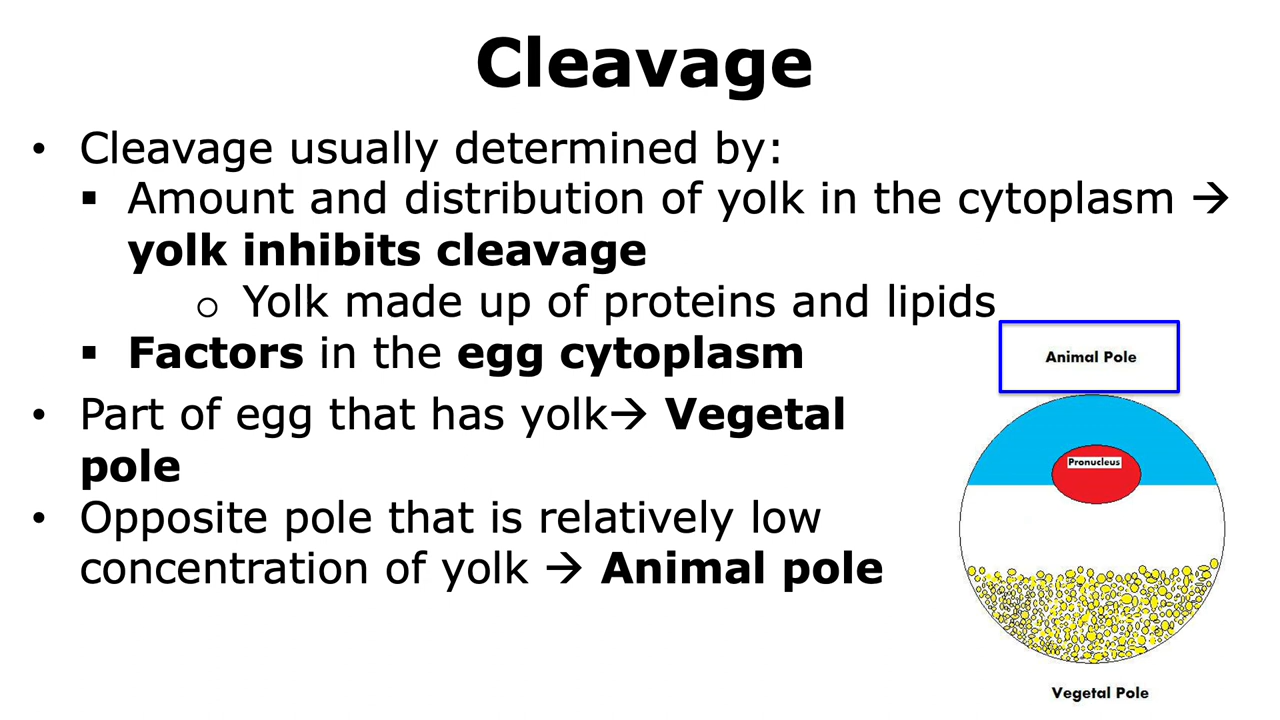 Cleavage
• Cleavage usually determined by:
▪ Amount and distribution of yolk in the cytoplasm →
yolk inhibits cleavage
o Yolk made up of proteins and lipids
▪ Factors in the egg cytoplasm
• Part of egg that has yolk→ Vegetal
pole
• Opposite pole that is relatively low
concentration of yolk → Animal pole
Animal Pole
Pronucleus
Vegetal Pole